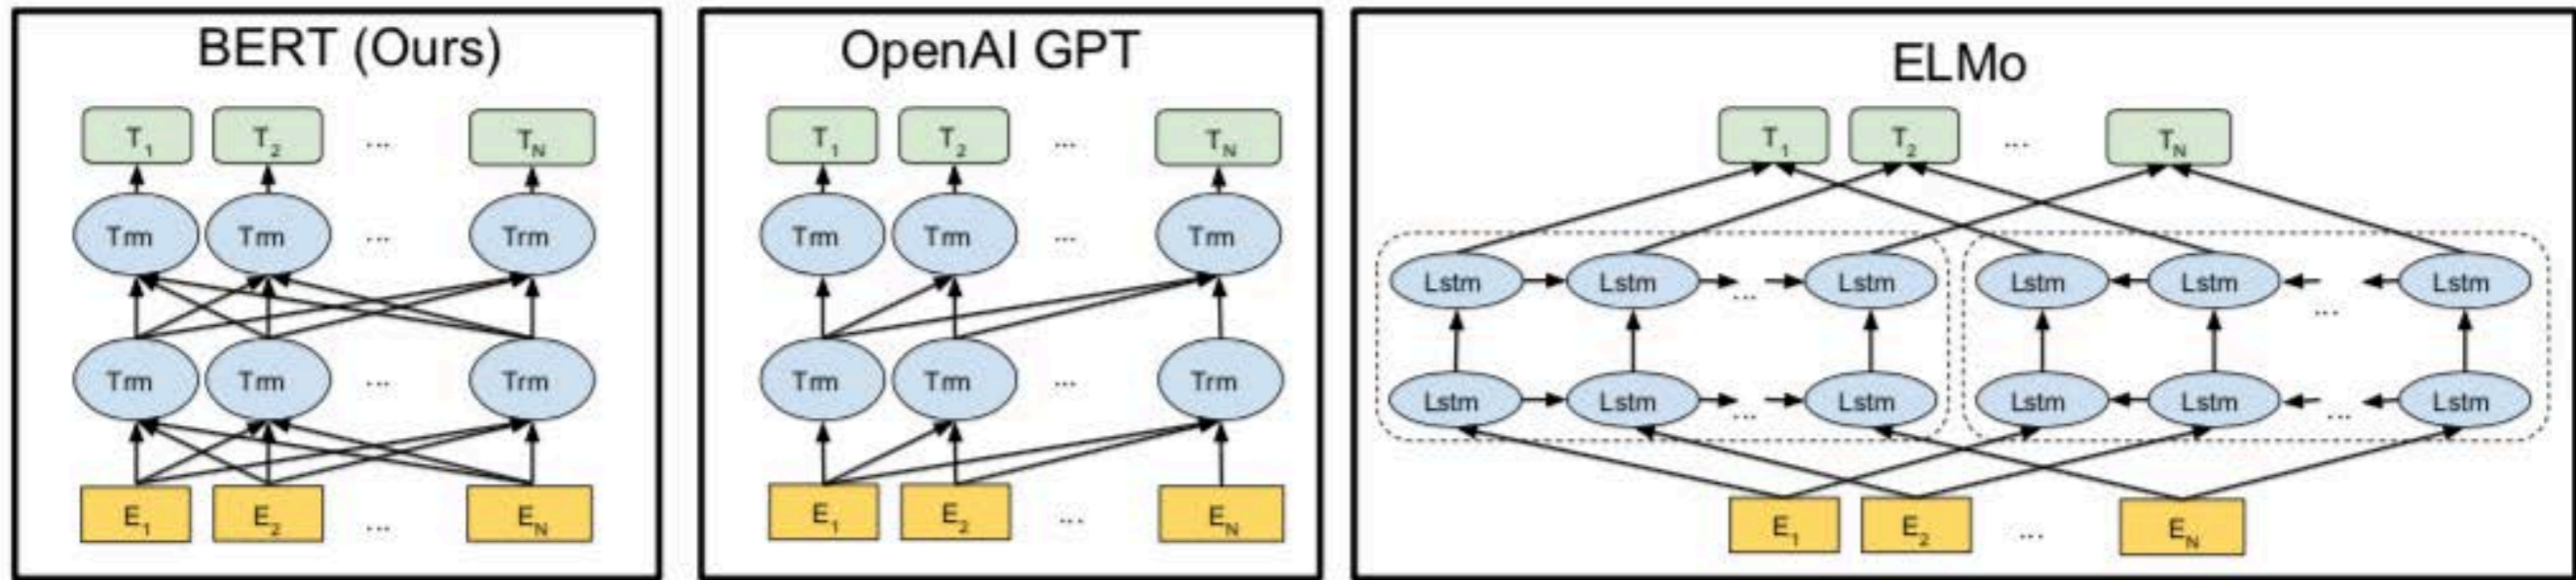 BERT (Ours)
T1 T2 ... TN
Trm Trm ... Trm
Trm Trm ... Trm
E1 E2 ... EN
OpenAI GPT
T1 T2 ... TN
Trm Trm ... Trm
Trm Trm ... Trm
E1 E2 ... EN
ELMo
T1 T2 ... TN
Lstm Lstm ... Lstm Lstm Lstm ... Lstm
Lstm Lstm ... Lstm Lstm Lstm ... Lstm
E1 E2 ... EN